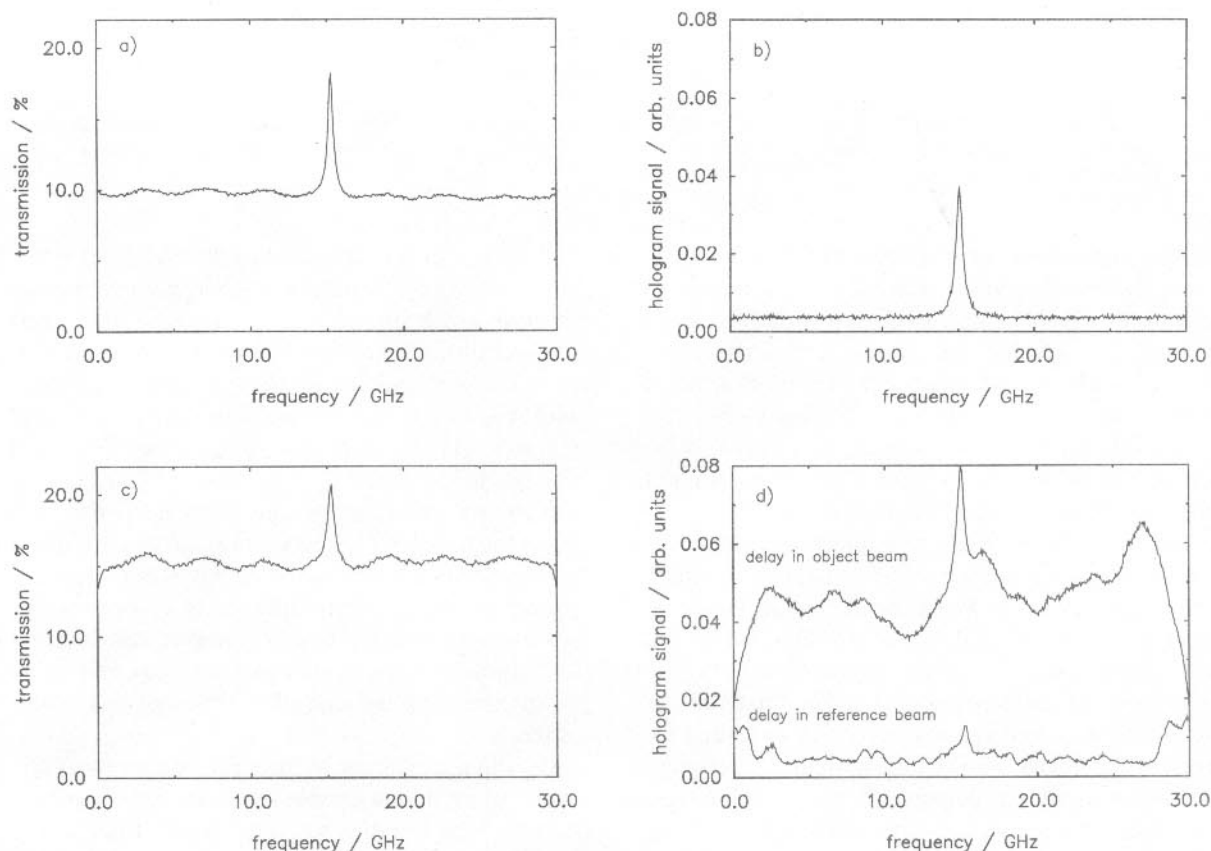 a)
20.0
10.0
0.0
transmission / %
0.0 10.0 20.0 30.0
frequency / GHz
b)
0.08
0.06
0.04
0.02
0.00
hologram signal / arb. units
0.0 10.0 20.0 30.0
frequency / GHz
c)
20.0
10.0
0.0
transmission / %
0.0 10.0 20.0 30.0
frequency / GHz
d)
0.08
0.06
0.04
0.02
0.00
hologram signal / arb. units
delay in object beam
delay in reference beam
0.0 10.0 20.0 30.0
frequency / GHz